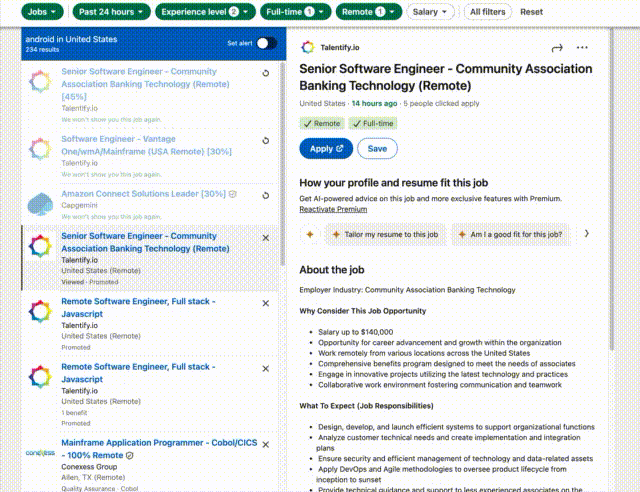 Jobs Past 24 hours Experience level 2 Full-time 1 Remote 1 Salary All filters Reset
android in United States
234 results
Set alert
Senior Software Engineer - Community
Association Banking Technology (Remote)
[45%]
Talentify.io
We won't show you this job again.
Software Engineer - Vantage
One/wmA/Mainframe (USA Remote) [30%]
Talentify.io
We won't show you this job again.
Amazon Connect Solutions Leader [30%]
Capgemini
We won't show you this job again.
Senior Software Engineer - Community
Association Banking Technology (Remote)
Talentify.io
United States (Remote)
Viewed · Promoted
Remote Software Engineer, Full stack -
Javascript
Talentify.io
United States (Remote)
Promoted
Remote Software Engineer, Full stack -
Javascript
Talentify.io
United States (Remote)
1 benefit
Promoted
conexess
Mainframe Application Programmer - Cobol/CICS
- 100% Remote
Conexess Group
Allen, TX (Remote)
Quality Assurance · Cobol
Talentify.io
Senior Software Engineer - Community Association
Banking Technology (Remote)
United States · 14 hours ago · 5 people clicked apply
Remote Full-time
Apply Save
How your profile and resume fit this job
Get AI-powered advice on this job and more exclusive features with Premium.
Reactivate Premium
Tailor my resume to this job Am I a good fit for this job?
About the job
Employer Industry: Community Association Banking Technology
Why Consider This Job Opportunity
• Salary up to $140,000
• Opportunity for career advancement and growth within the organization
• Work remotely from various locations across the United States
• Comprehensive benefits program designed to meet the needs of associates
• Engage in innovative projects utilizing the latest technology and practices
• Collaborative work environment fostering communication and teamwork
What To Expect (Job Responsibilities)
• Design, develop, and launch efficient systems to support organizational functions
• Analyze customer technical needs and create implementation and integration
plans
• Ensure security and efficient management of technology and data-related assets
• Apply DevOps and Agile methodologies to oversee product lifecycle from
inception to sunset
• Provide technical guidance and support to less experienced associates on the